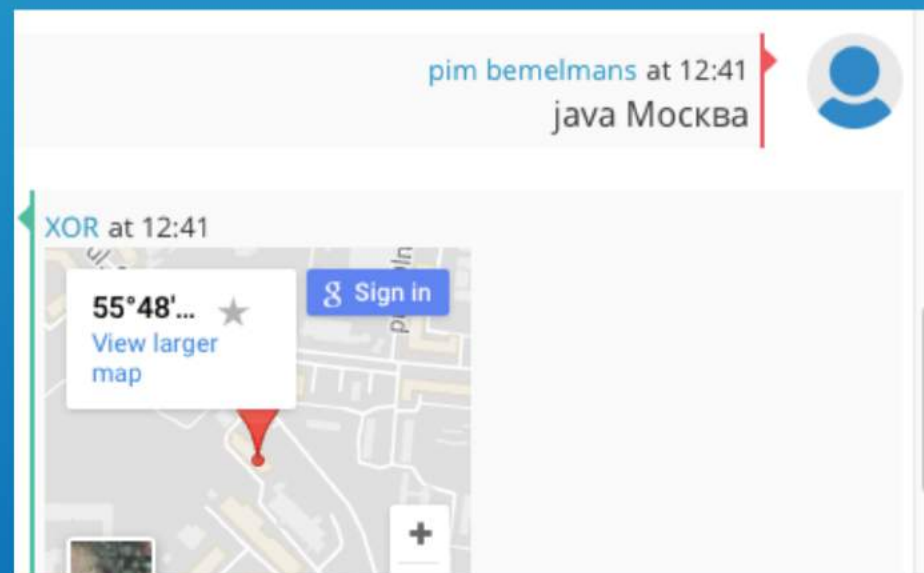 pim bemelmans at 12:41
java Москва
XOR at 12:41
55°48'...
View larger
map
g Sign in
+